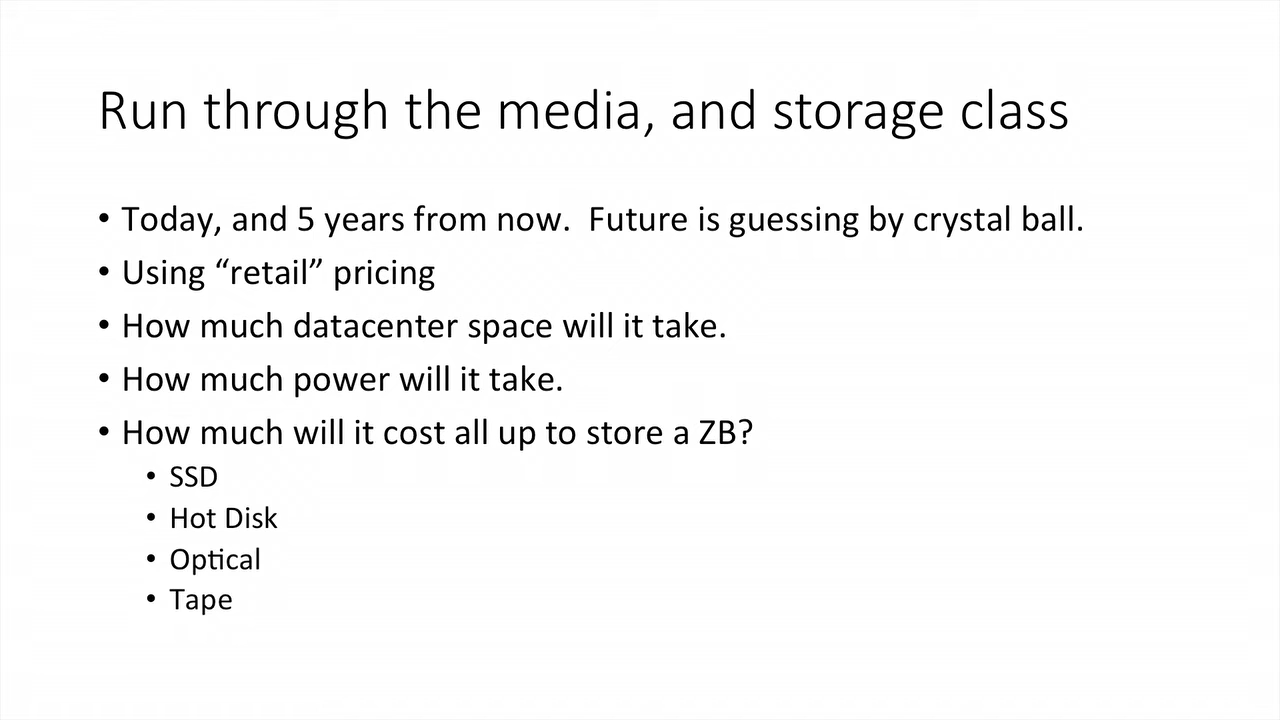 Run through the media, and storage class
• Today, and 5 years from now.  Future is guessing by crystal ball.
• Using “retail” pricing
• How much datacenter space will it take.
• How much power will it take.
• How much will it cost all up to store a ZB?
• SSD
• Hot Disk
• Optical
• Tape